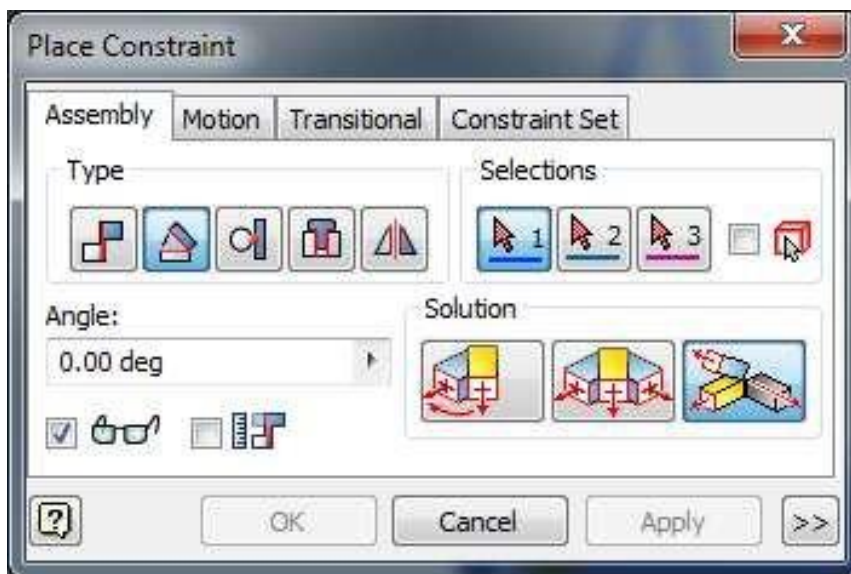 Place Constraint
Assembly Motion Transitional Constraint Set
Type Selections
1 2 3
Angle: Solution
0.00 deg
? OK Cancel Apply >>